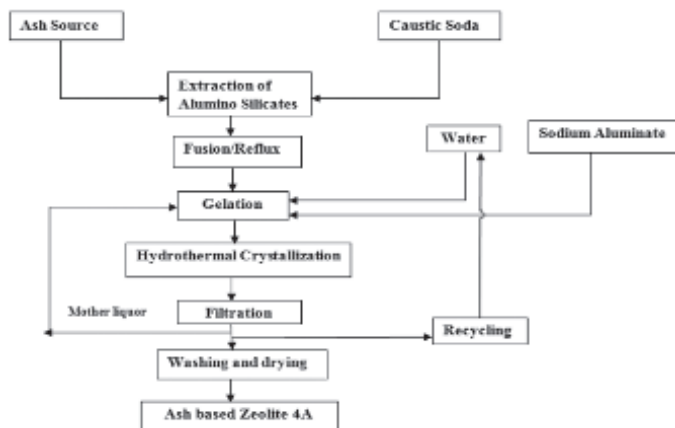 Ash Source
Caustic Soda
Extraction of
Alumino Silicates
Fusion/Reflux
Water
Sodium Aluminate
Gelation
Hydrothermal Crystallization
Mother liquor
Filtration
Recycling
Washing and drying
Ash based Zeolite 4A